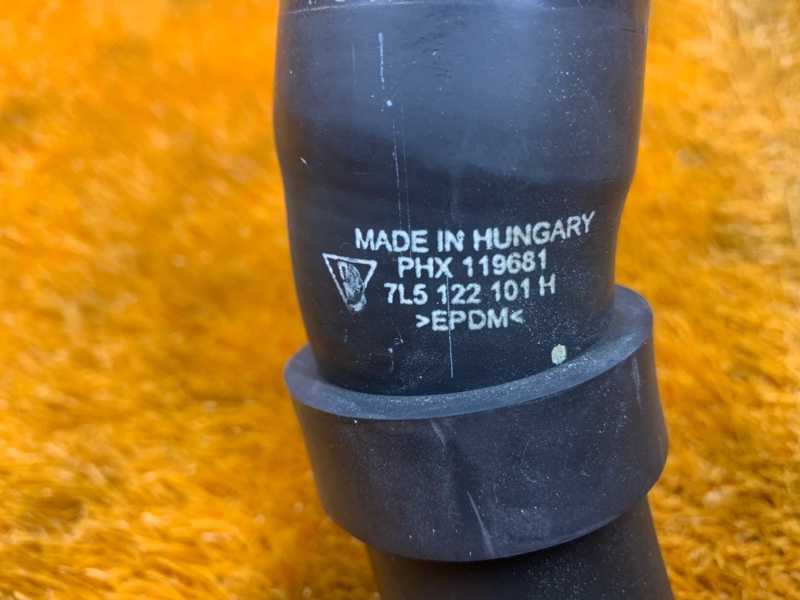 MADE IN HUNGARY
PHX 119681
7L5 122 101 H
>EPDM<